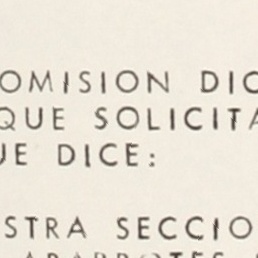 OMISION DIC
QUE SOLICITA
UE DICE:
STRA SECCIO